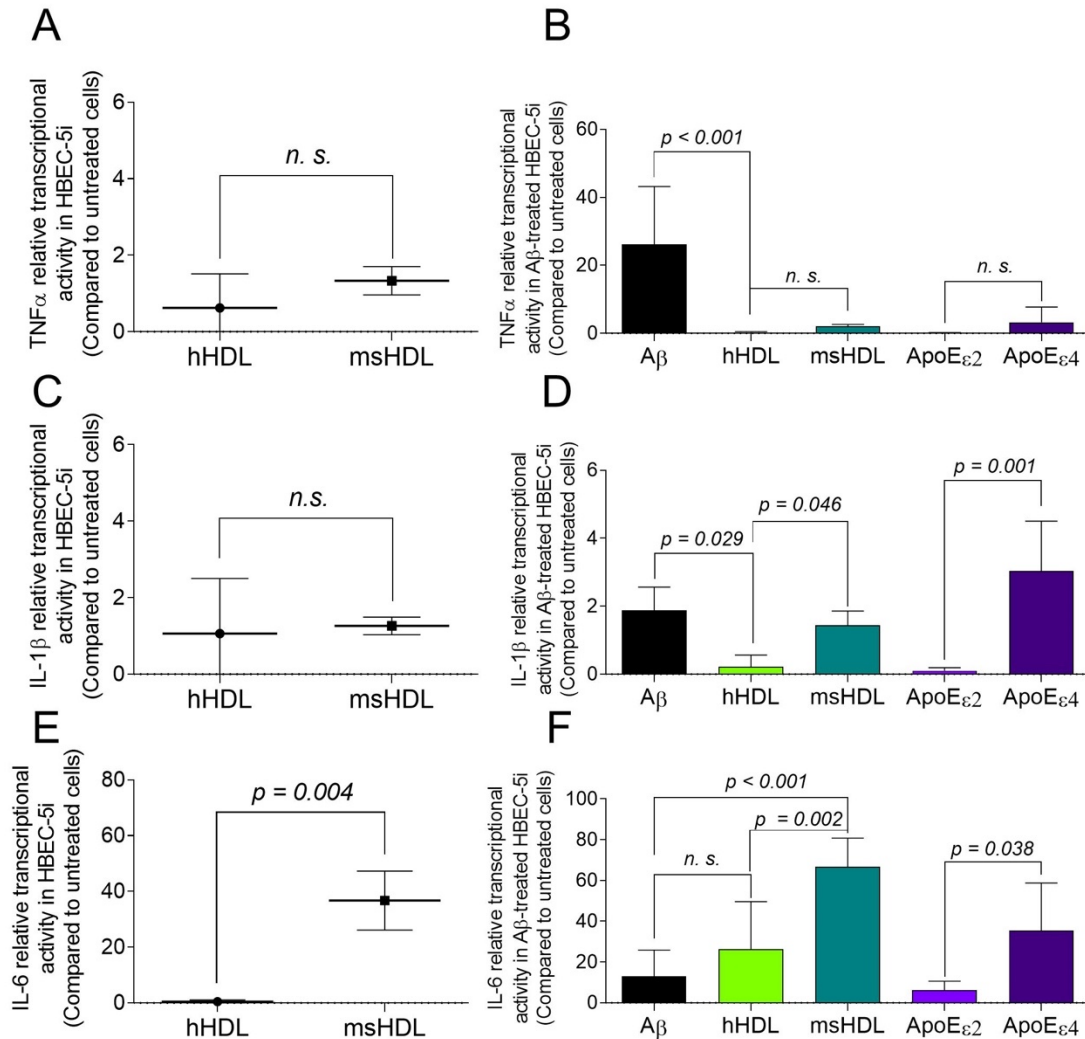 A
TNFα relative transcriptional
activity in HBEC-5i
(Compared to untreated cells)
6
4
2
0
n. s.
hHDL
msHDL
B
TNFα relative transcriptional
activity in Aβ-treated HBEC-5i
(Compared to untreated cells)
60
40
20
0
p < 0.001
n. s.
n. s.
Aβ
hHDL
msHDL
ApoEε2
ApoEε4
C
IL-1β relative transcriptional
activity in HBEC-5i
(Compared to untreated cells)
6
4
2
0
n.s.
hHDL
msHDL
D
IL-1β relative transcriptional
activity in Aβ-treated HBEC-5i
(Compared to untreated cells)
6
4
2
0
p = 0.029
p = 0.046
p = 0.001
Aβ
hHDL
msHDL
ApoEε2
ApoEε4
E
IL-6 relative transcriptional
activity in HBEC-5i
(Compared to untreated cells)
80
60
40
20
0
p = 0.004
hHDL
msHDL
F
IL-6 relative transcriptional
activity in Aβ-treated HBEC-5i
(Compared to untreated cells)
100
80
60
40
20
0
p < 0.001
p = 0.002
n. s.
p = 0.038
Aβ
hHDL
msHDL
ApoEε2
ApoEε4